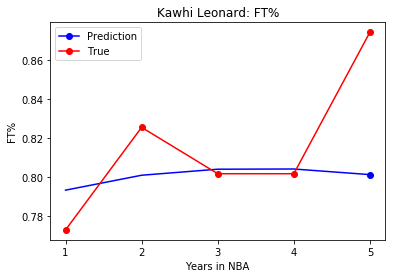 Kawhi Leonard: FT%
Prediction
True
FT%
0.86
0.84
0.82
0.80
0.78
1 2 3 4 5
Years in NBA